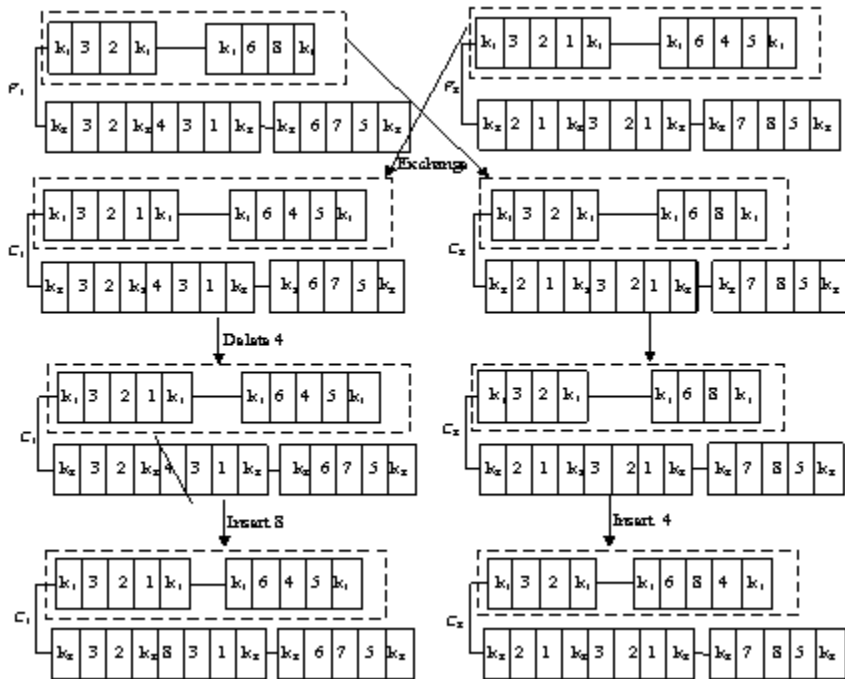 k₁ 3 2 k₁ k₁ 6 8 k₁
P₁
k₂ 3 2 k₂ 4 3 1 k₂ k₂ 6 7 5 k₂
k₁ 3 2 1 k₁ k₁ 6 4 5 k₁
P₂
k₂ 2 1 k₂ 3 2 1 k₂ k₂ 7 8 5 k₂
Exchange
k₁ 3 2 1 k₁ k₁ 6 4 5 k₁
C₁
k₂ 3 2 k₂ 4 3 1 k₂ k₂ 6 7 5 k₂
k₁ 3 2 k₁ k₁ 6 8 k₁
C₂
k₂ 2 1 k₂ 3 2 1 k₂ k₂ 7 8 5 k₂
Delete 4
k₁ 3 2 1 k₁ k₁ 6 4 5 k₁
C₁
k₂ 3 2 k₂ 4 3 1 k₂ k₂ 6 7 5 k₂
k₁ 3 2 k₁ k₁ 6 8 k₁
C₂
k₂ 2 1 k₂ 3 2 1 k₂ k₂ 7 8 5 k₂
Insert 8
Insert 4
k₁ 3 2 1 k₁ k₁ 6 4 5 k₁
C₁
k₂ 3 2 k₂ 8 3 1 k₂ k₂ 6 7 5 k₂
k₁ 3 2 k₁ k₁ 6 8 4 k₁
C₂
k₂ 2 1 k₂ 3 2 1 k₂ k₂ 7 8 5 k₂